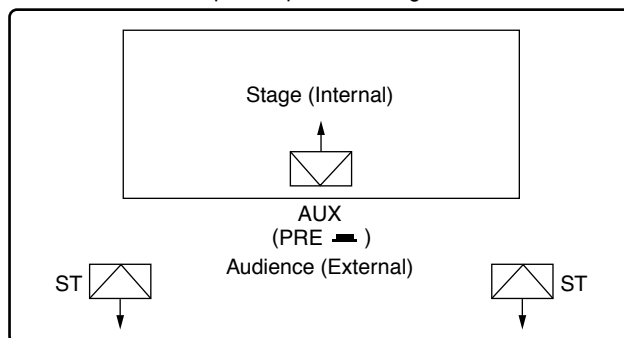 Stage (Internal)
AUX
(PRE )
Audience (External)
ST
ST